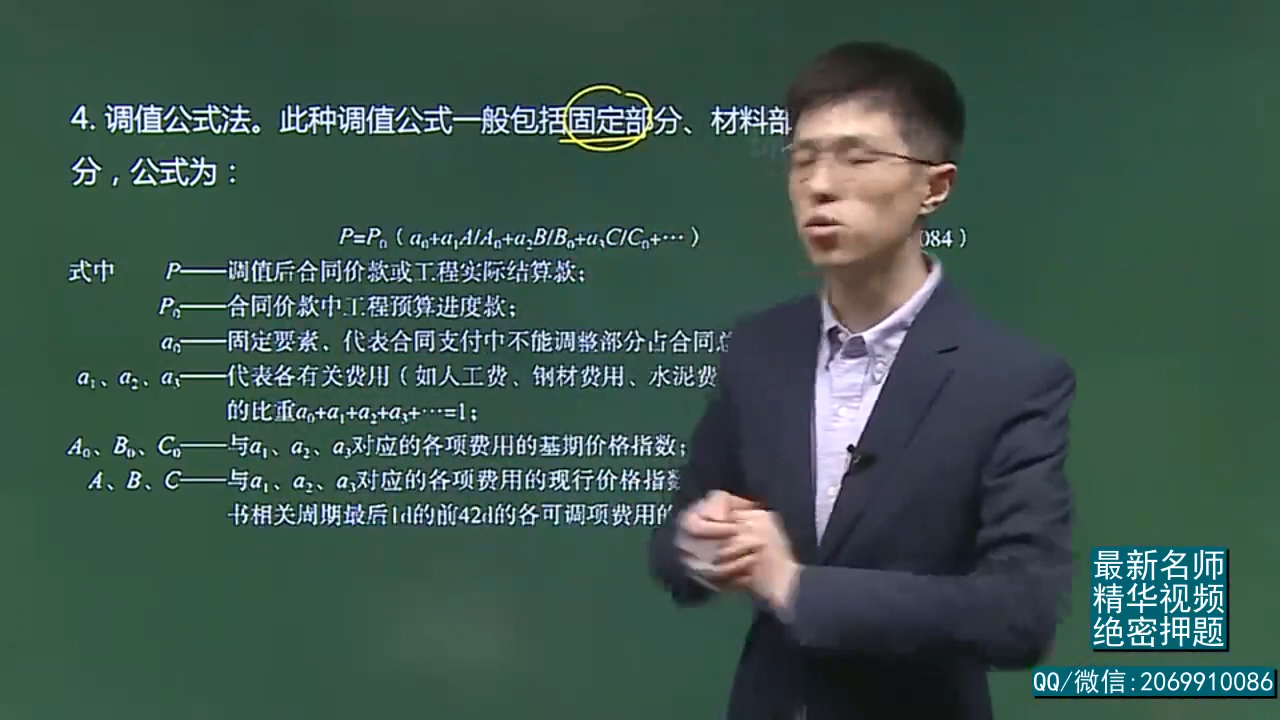 4. 调值公式法。此种调值公式一般包括固定部分、材料部
分，公式为：
P=P₀（a₀+a₁A/A₀+a₂B/B₀+a₃C/C₀+…） 084）
式中 P——调值后合同价款或工程实际结算款；
P₀——合同价款中工程预算进度款；
a₀——固定要素、代表合同支付中不能调整部分占合同总
a₁、a₂、a₃——代表各有关费用（如人工费、钢材费用、水泥费
的比重a₀+a₁+a₂+a₃+…=1；
A₀、B₀、C₀——与a₁、a₂、a₃对应的各项费用的基期价格指数；
A、B、C——与a₁、a₂、a₃对应的各项费用的现行价格指数
书相关周期最后1d的前42d的各可调项费用的
最新名师
精华视频
绝密押题
QQ/微信:2069910086